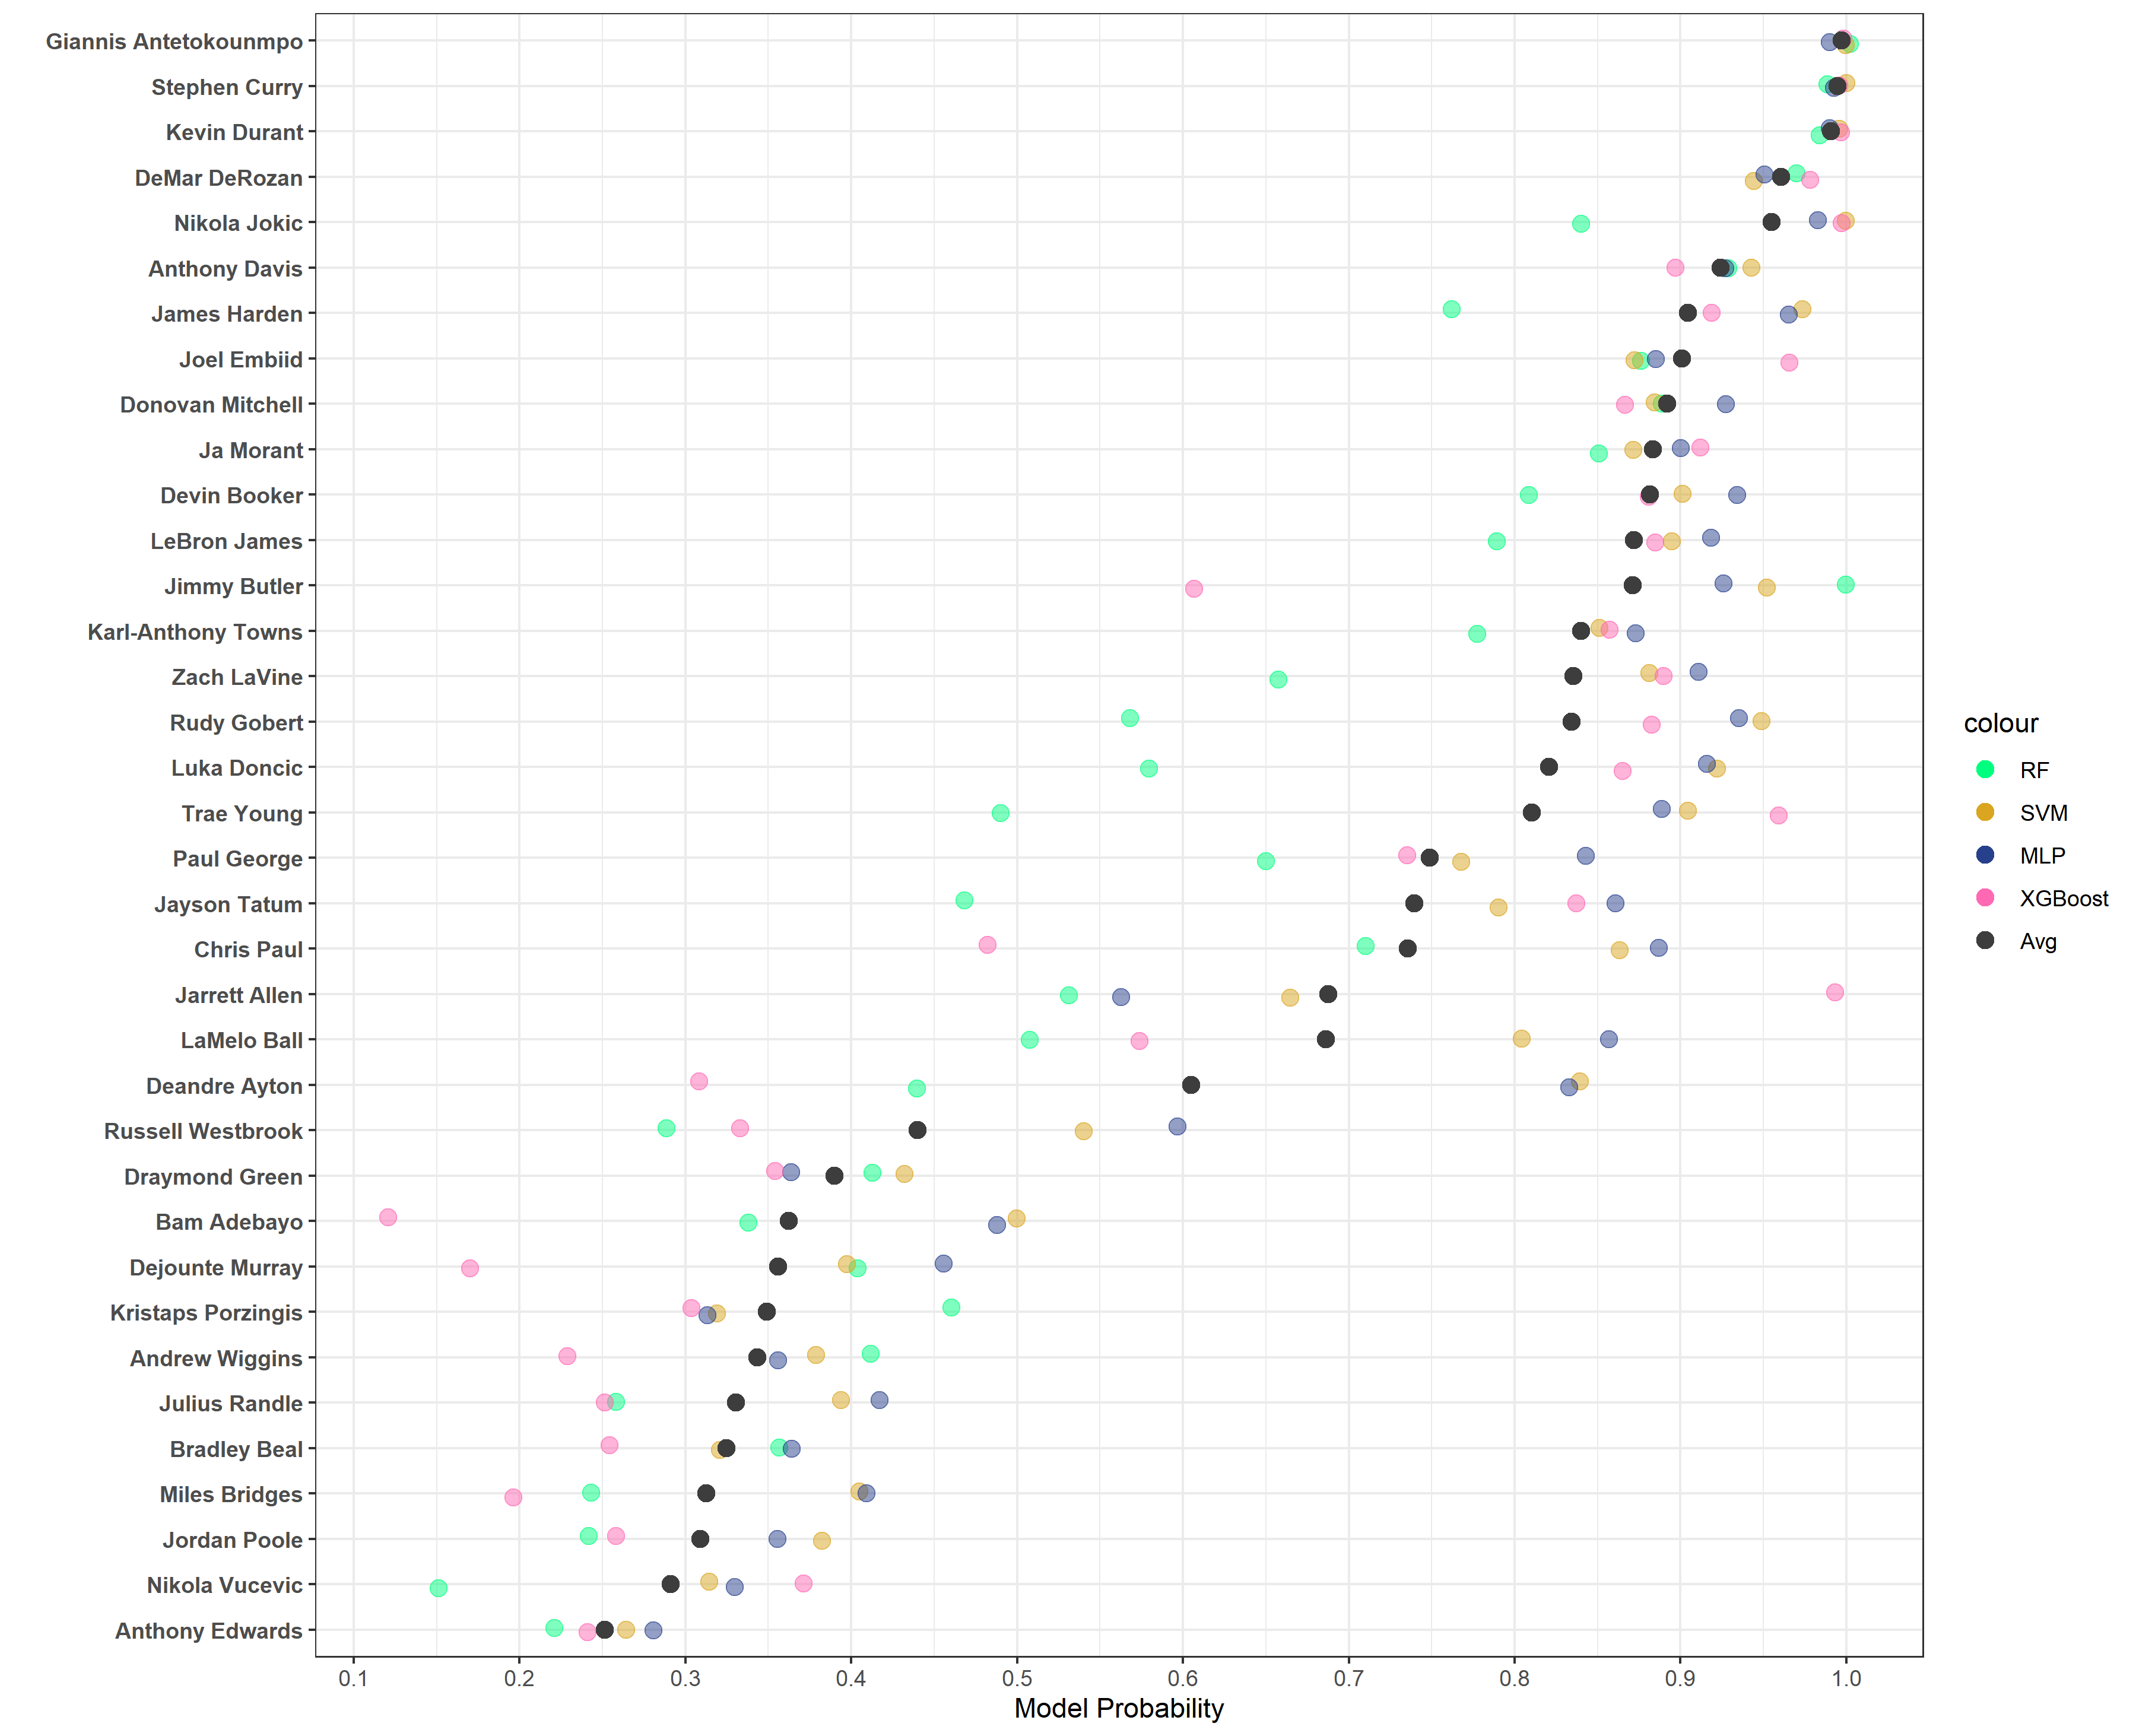 Giannis Antetokounmpo
Stephen Curry
Kevin Durant
DeMar DeRozan
Nikola Jokic
Anthony Davis
James Harden
Joel Embiid
Donovan Mitchell
Ja Morant
Devin Booker
LeBron James
Jimmy Butler
Karl-Anthony Towns
Zach LaVine
Rudy Gobert
Luka Doncic
Trae Young
Paul George
Jayson Tatum
Chris Paul
Jarrett Allen
LaMelo Ball
Deandre Ayton
Russell Westbrook
Draymond Green
Bam Adebayo
Dejounte Murray
Kristaps Porzingis
Andrew Wiggins
Julius Randle
Bradley Beal
Miles Bridges
Jordan Poole
Nikola Vucevic
Anthony Edwards
0.1 0.2 0.3 0.4 0.5 0.6 0.7 0.8 0.9 1.0
Model Probability
colour
RF
SVM
MLP
XGBoost
Avg